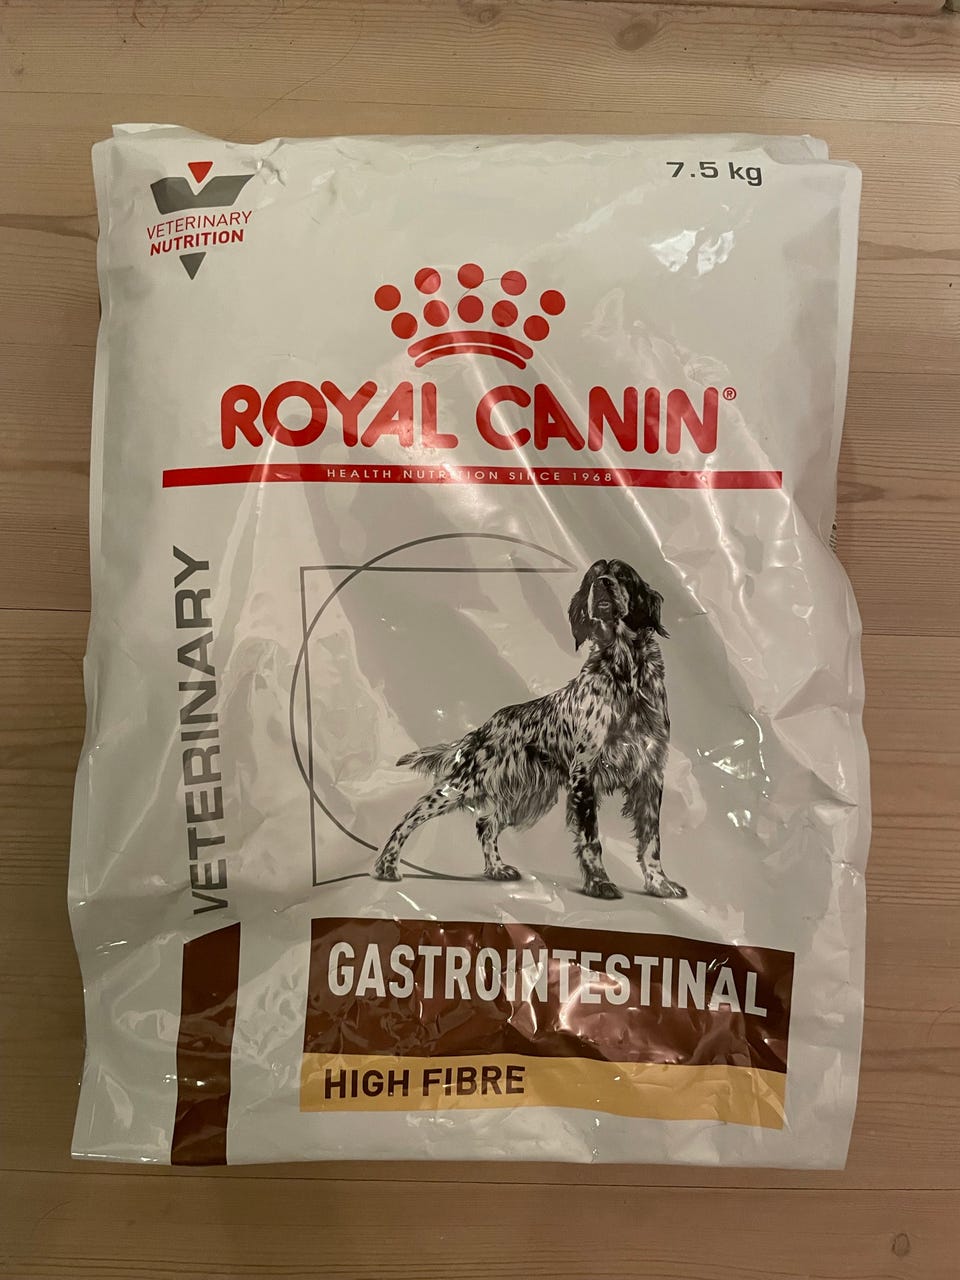 7.5 kg
VETERINARY
NUTRITION
ROYAL CANIN®
HEALTH NUTRITION SINCE 1968
VETERINARY
GASTROINTESTINAL
HIGH FIBRE